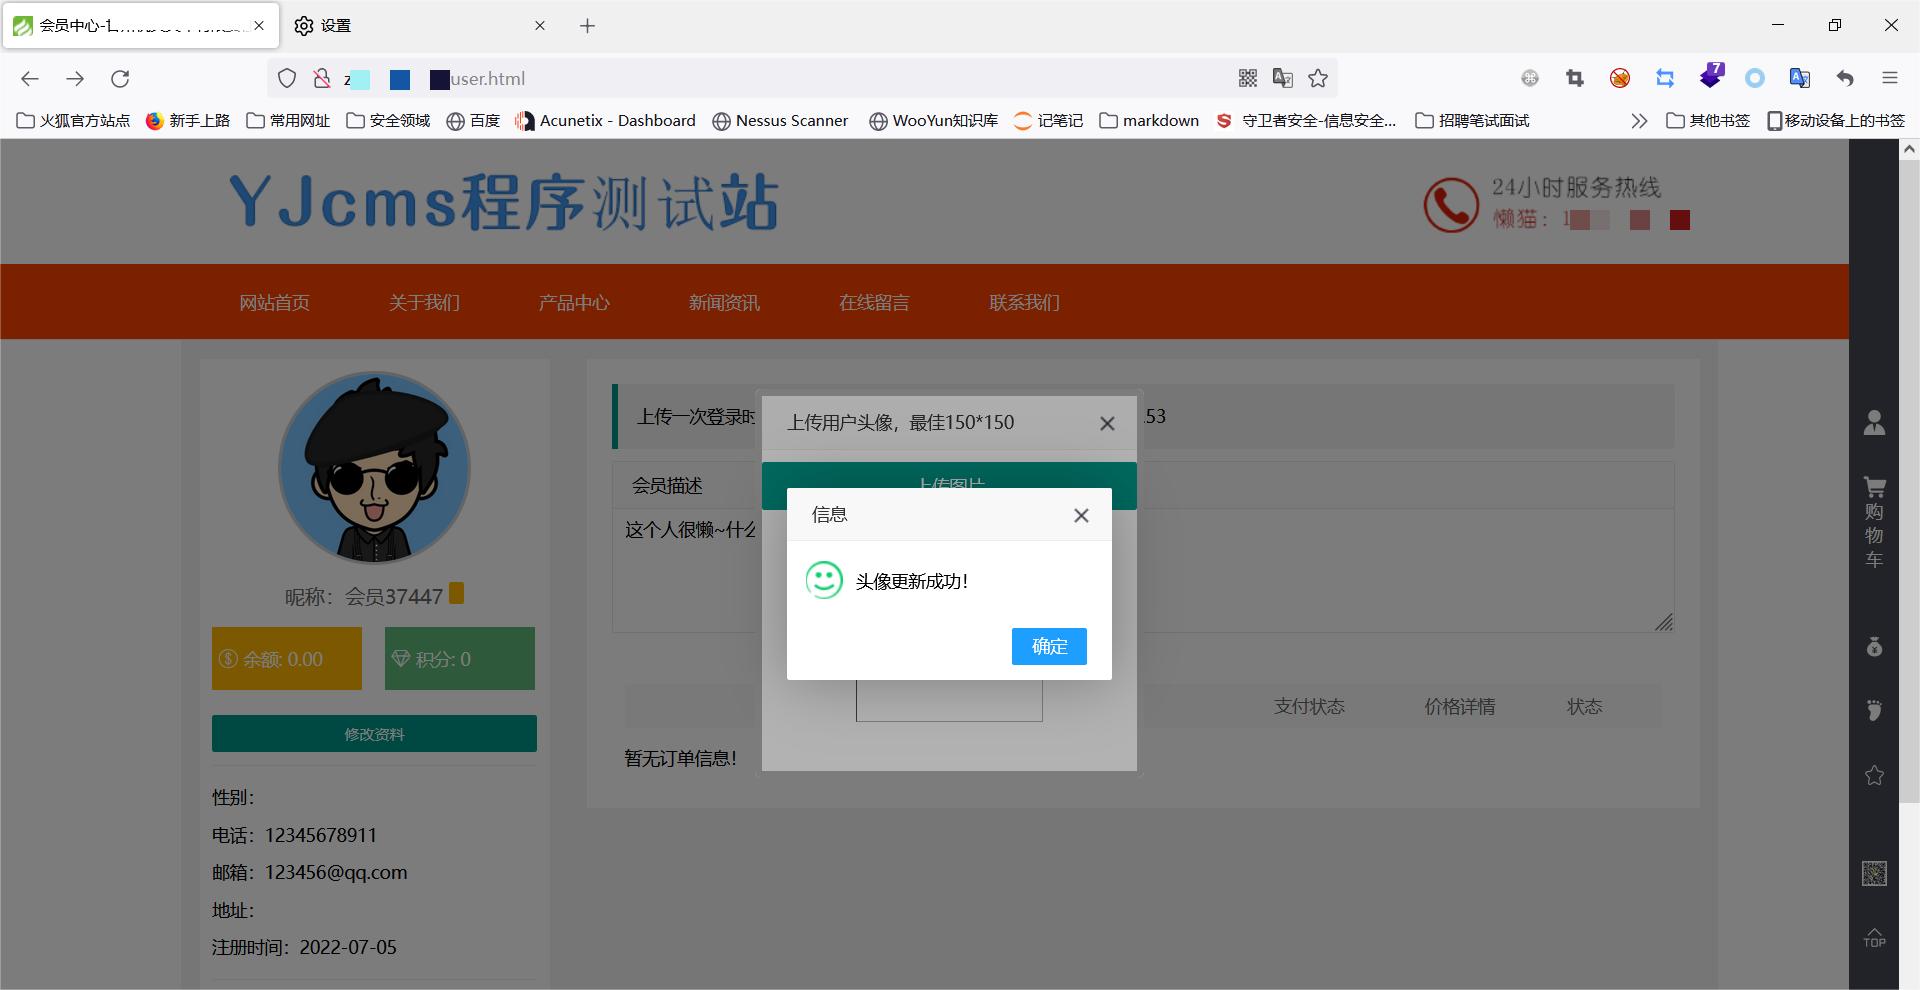 会员中心-
设置
user.html
7
火狐官方站点
新手上路
常用网址
安全领域
百度
Acunetix - Dashboard
Nessus Scanner
WooYun知识库
记笔记
markdown
守卫者安全-信息安全...
招聘笔试面试
其他书签
移动设备上的书签
YJcms程序测试站
24小时服务热线
懒猫：1
网站首页
关于我们
产品中心
新闻资讯
在线留言
联系我们
上传一次登录时
.53
会员描述
这个人很懒~什么
上传用户头像，最佳150*150
上传图片
信息
头像更新成功！
确定
支付状态
价格详情
状态
暂无订单信息！
昵称：会员37447
余额: 0.00
积分: 0
修改资料
性别：
电话：12345678911
邮箱：123456@qq.com
地址：
注册时间：2022-07-05
购物车
TOP